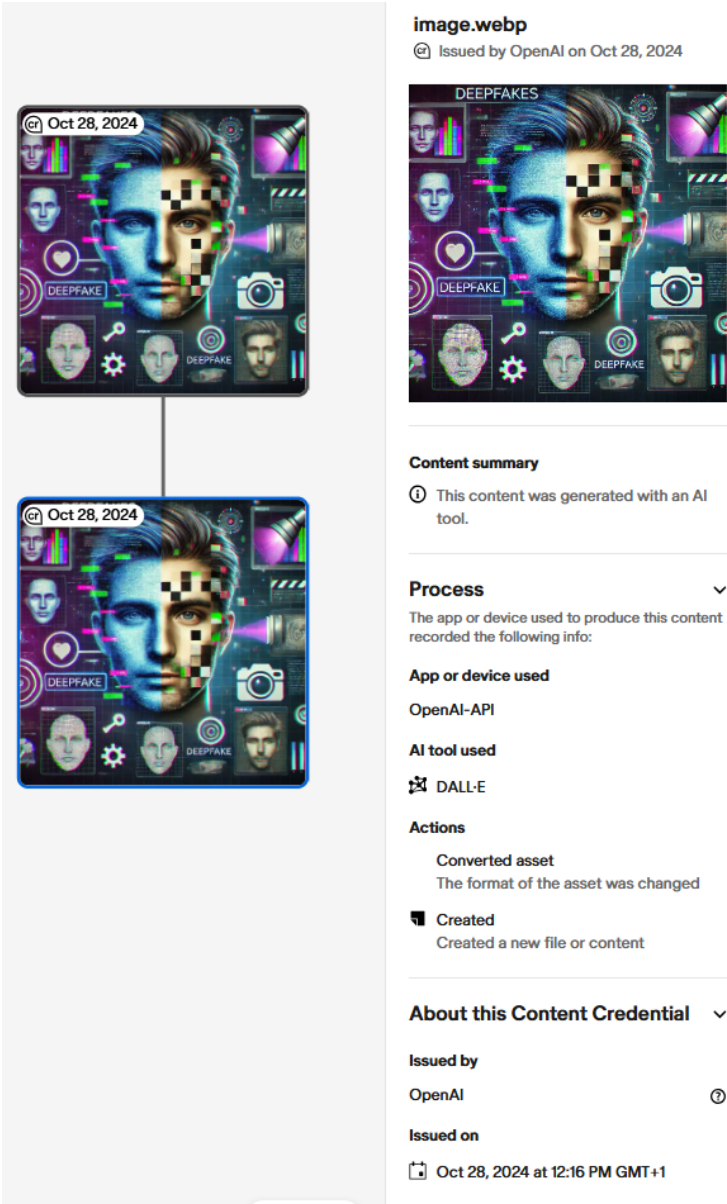 cr Oct 28, 2024
DEEPFAKE
DEEPFAKE
cr Oct 28, 2024
DEEPFAKE
DEEPFAKE
image.webp
cr Issued by OpenAI on Oct 28, 2024
DEEPFAKES
DEEPFAKE
DEEPFAKE
Content summary
This content was generated with an AI
tool.
Process
The app or device used to produce this content
recorded the following info:
App or device used
OpenAI-API
AI tool used
DALL·E
Actions
Converted asset
The format of the asset was changed
Created
Created a new file or content
About this Content Credential
Issued by
OpenAI
Issued on
Oct 28, 2024 at 12:16 PM GMT+1